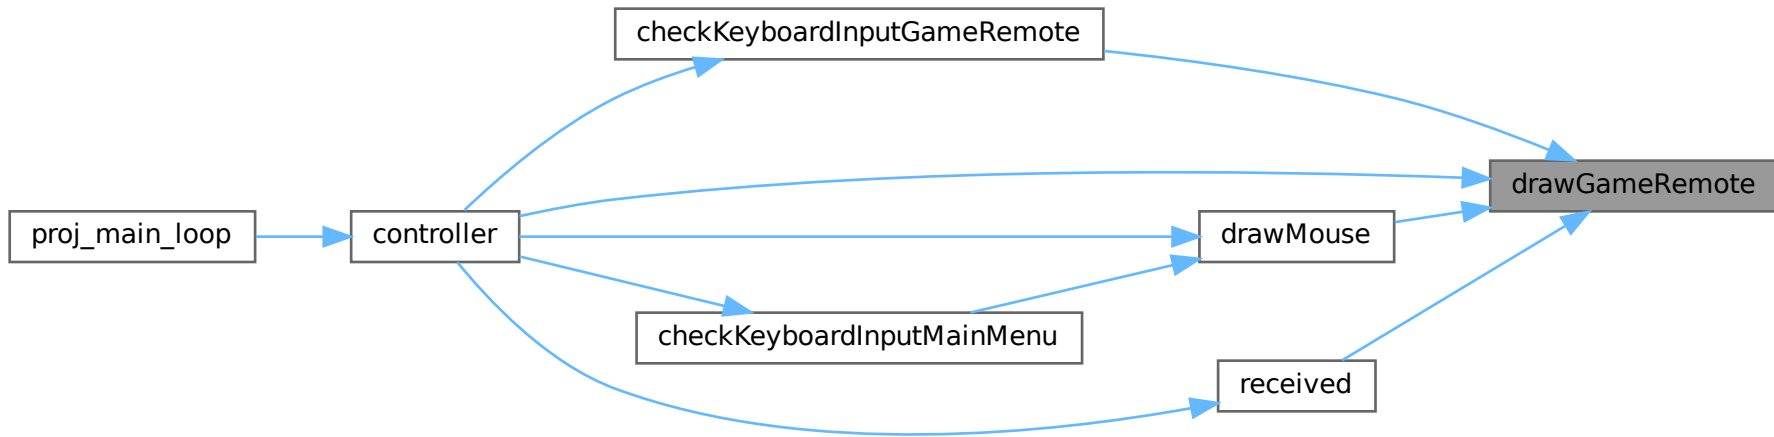 checkKeyboardInputGameRemote
drawGameRemote
proj_main_loop
controller
drawMouse
checkKeyboardInputMainMenu
received